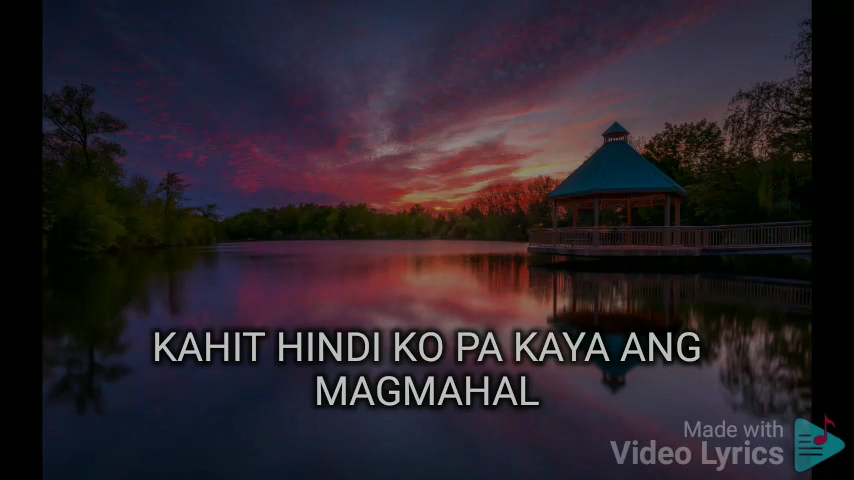 KAHIT HINDI KO PA KAYA ANG
MAGMAHAL
Made with
Video Lyrics